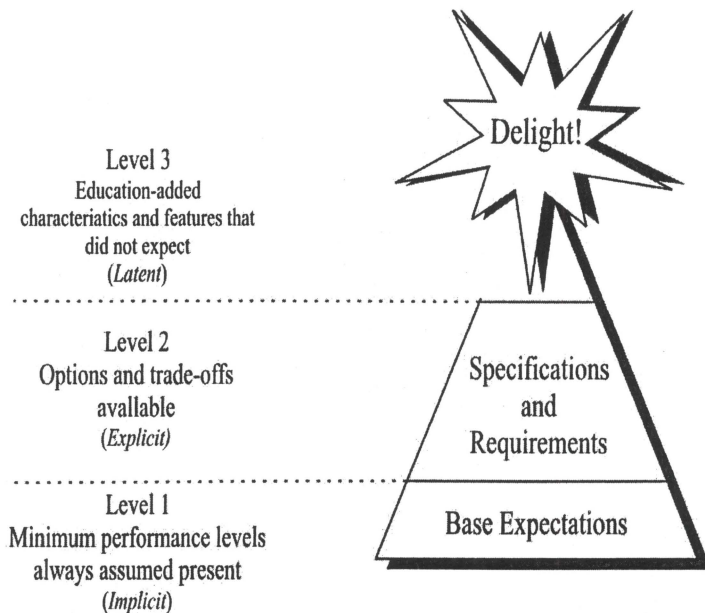 Delight!
Level 3
Education-added
characteriatics and features that
did not expect
(Latent)
Level 2
Options and trade-offs
avallable
(Explicit)
Specifications
and
Requirements
Level 1
Minimum performance levels
always assumed present
(Implicit)
Base Expectations